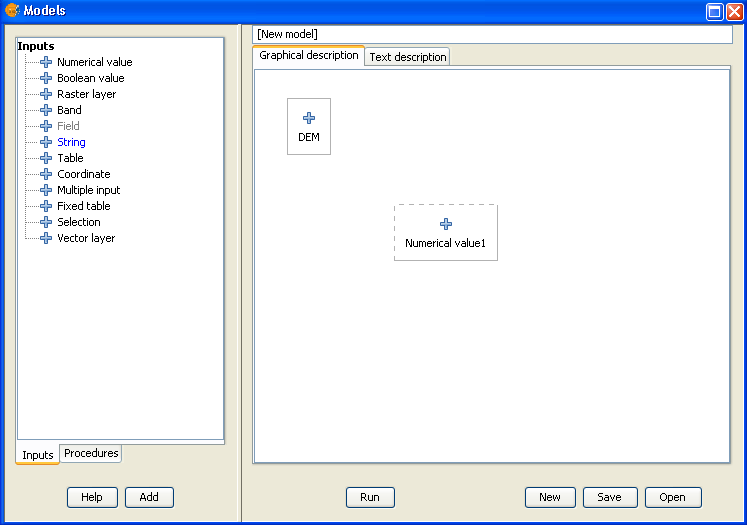 Models
Inputs
Numerical value
Boolean value
Raster layer
Band
Field
String
Table
Coordinate
Multiple input
Fixed table
Selection
Vector layer
Inputs
Procedures
Help
Add
[New model]
Graphical description
Text description
DEM
Numerical value1
Run
New
Save
Open